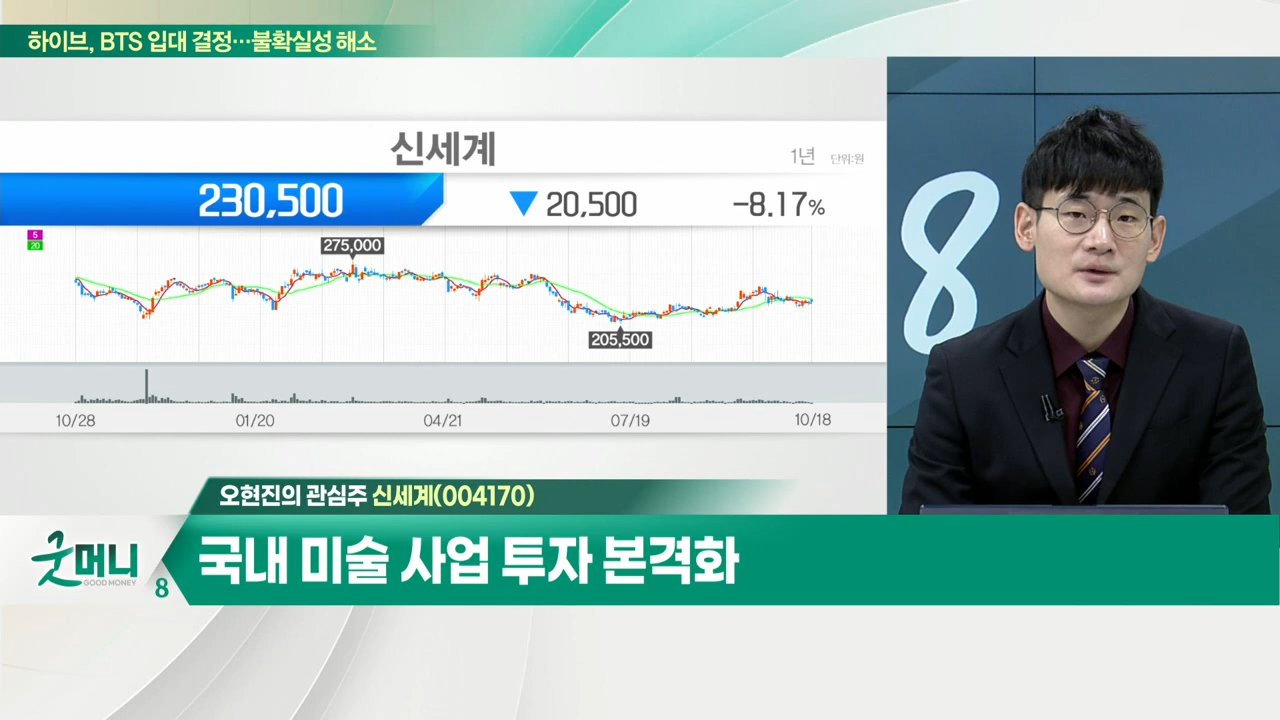 하이브, BTS 입대 결정…불확실성 해소
신세계
1년 단위:원
230,500 ▼ 20,500 -8.17%
5
20
275,000
205,500
10/28 01/20 04/21 07/19 10/18
8
오현진의 관심주 신세계(004170)
국내 미술 사업 투자 본격화
굿머니
GOOD MONEY
8